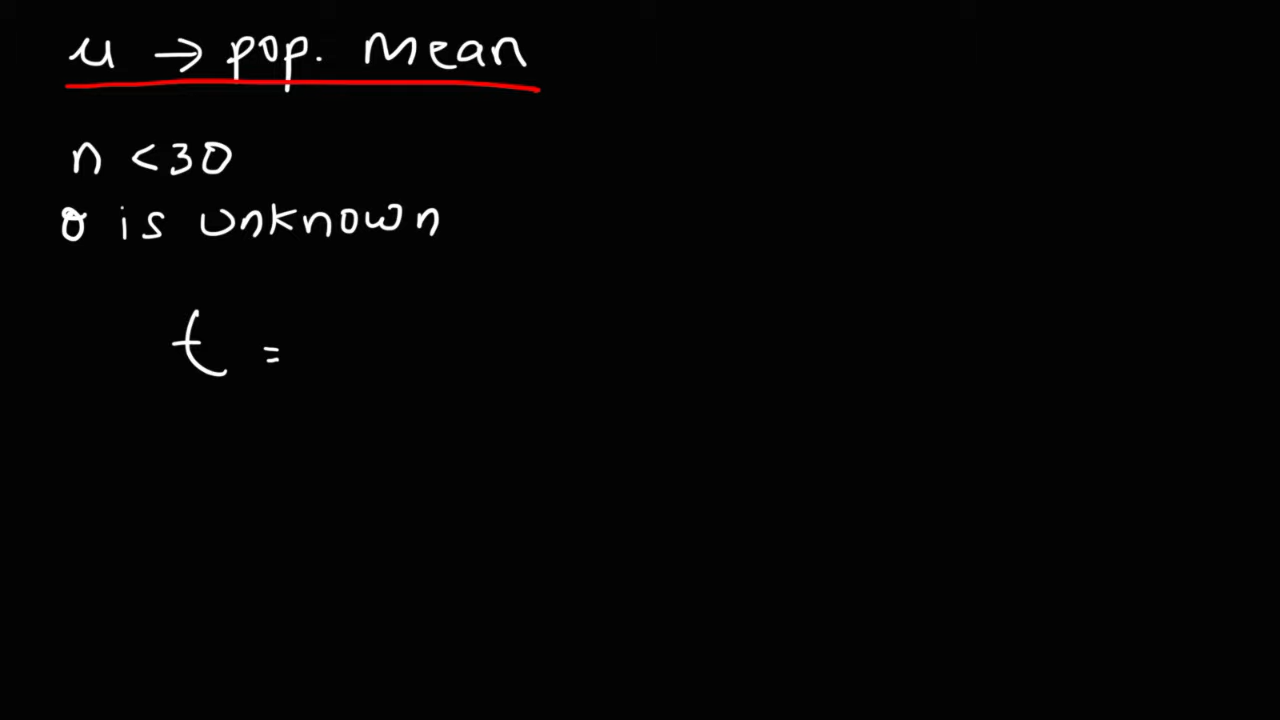 μ → pop. Mean
n < 30
σ is unknown
t =